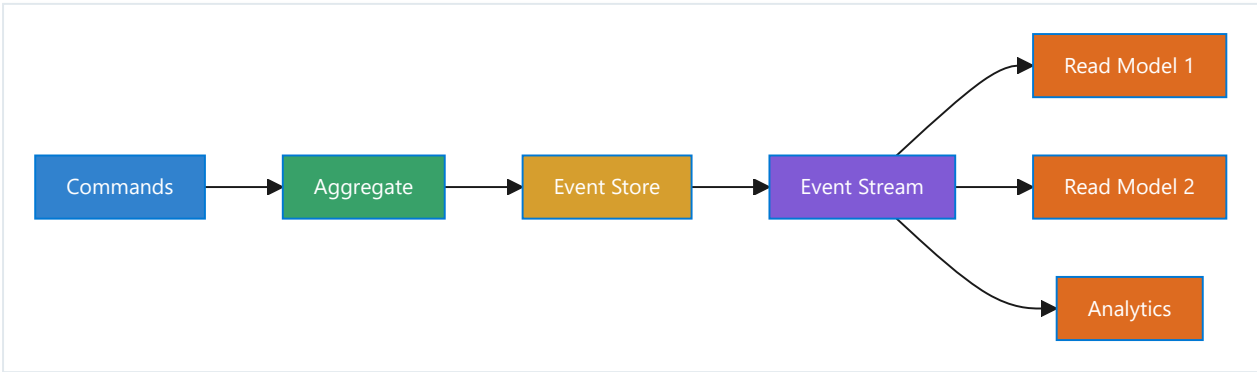 Commands
Aggregate
Event Store
Event Stream
Read Model 1
Read Model 2
Analytics